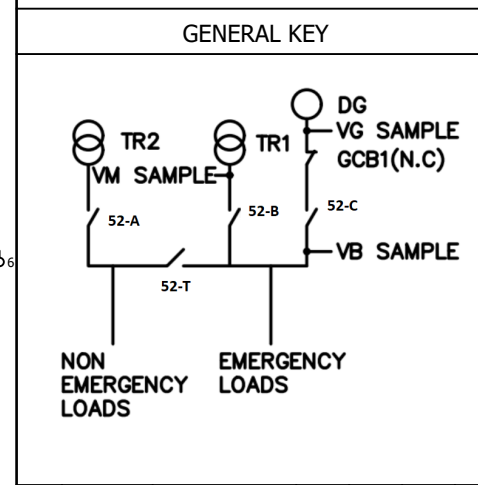 GENERAL KEY
DG
VG SAMPLE
TR2
TR1
GCB1(N.C)
VM SAMPLE
52-A
52-B
52-C
VB SAMPLE
6
52-T
NON
EMERGENCY
LOADS
EMERGENCY
LOADS